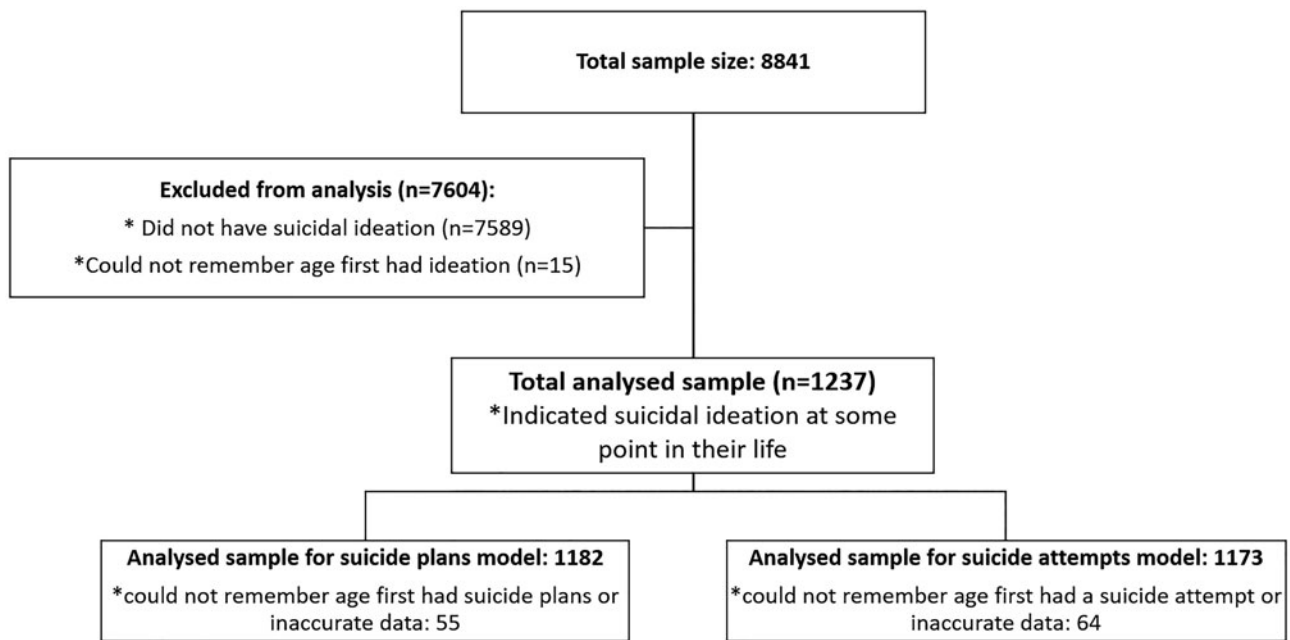 Total sample size: 8841
Excluded from analysis (n=7604):
* Did not have suicidal ideation (n=7589)
*Could not remember age first had ideation (n=15)
Total analysed sample (n=1237)
*Indicated suicidal ideation at some
point in their life
Analysed sample for suicide plans model: 1182
*could not remember age first had suicide plans or
inaccurate data: 55
Analysed sample for suicide attempts model: 1173
*could not remember age first had a suicide attempt or
inaccurate data: 64